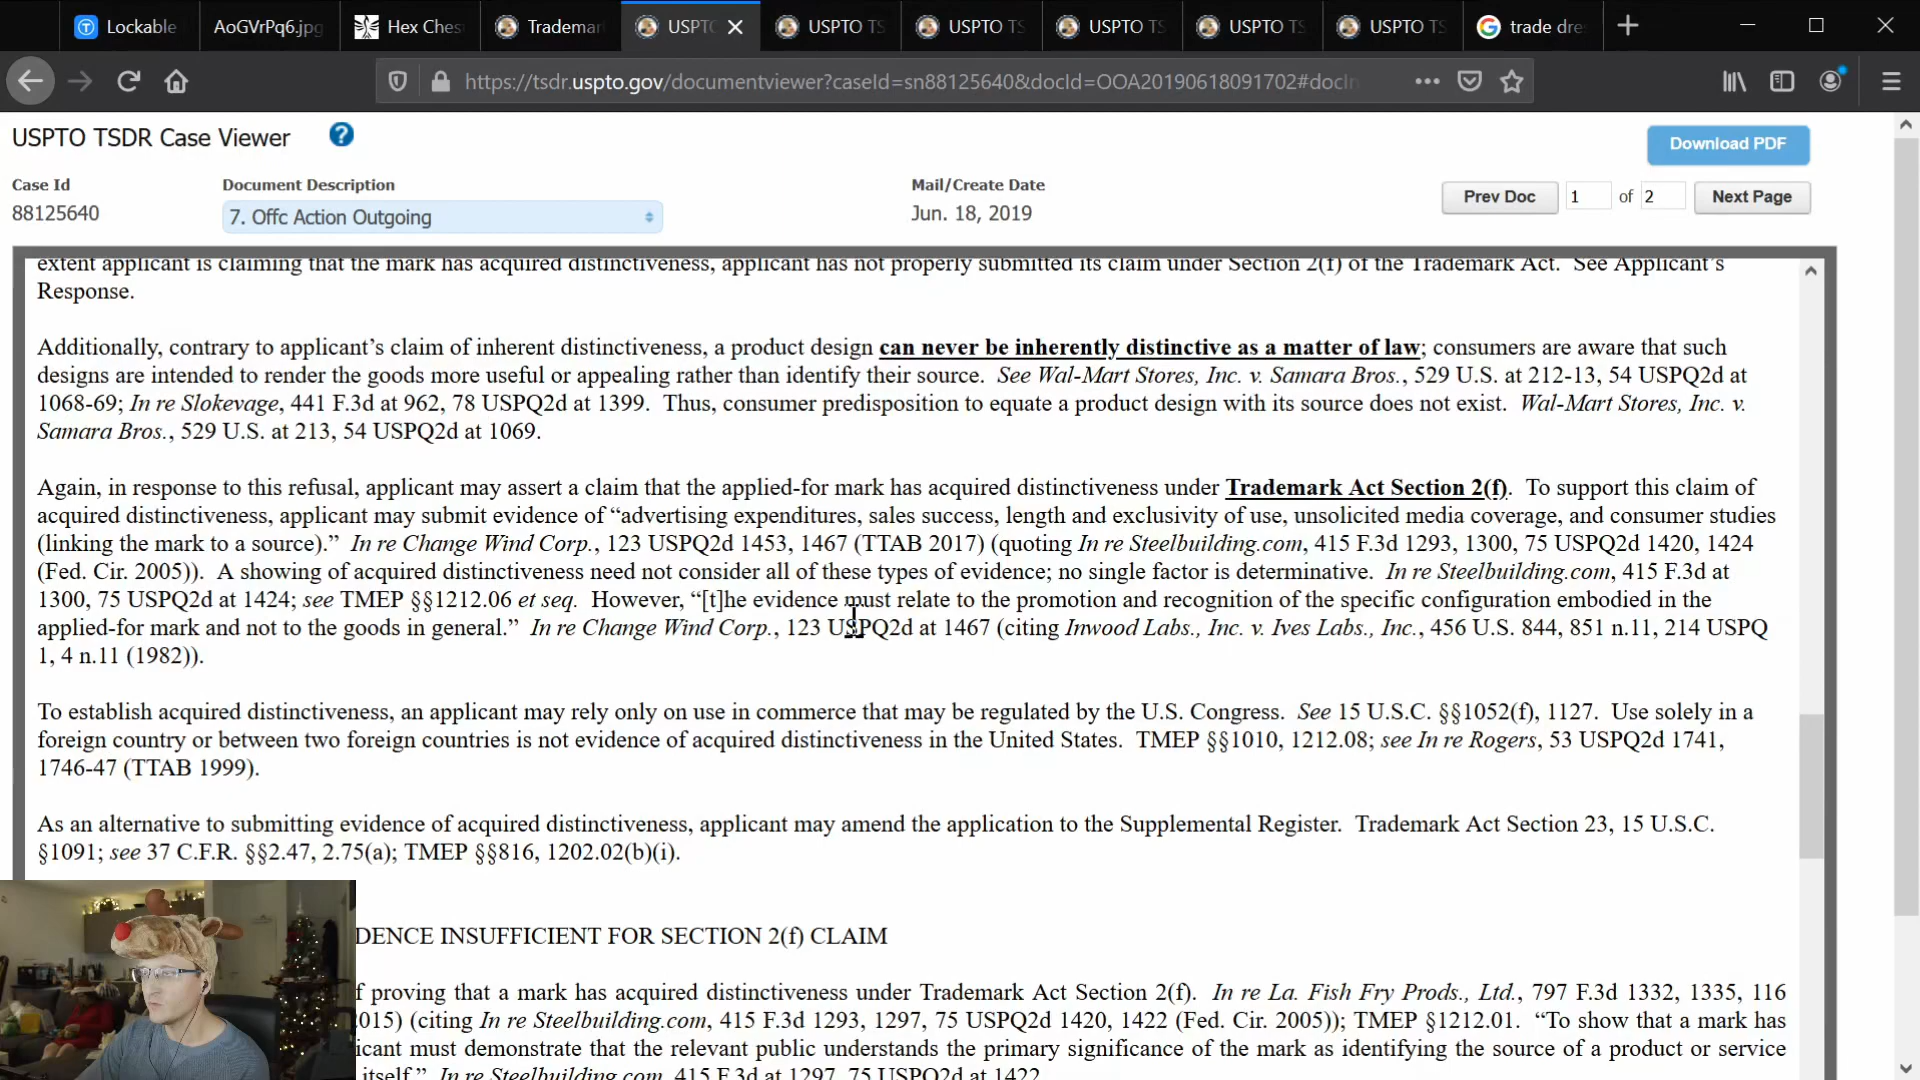 Lockable
AoGVrPq6.jpg
Hex Ches
Tradema
USPT
USPTO TS
USPTO TS
USPTO TS
USPTO TS
USPTO TS
trade dre
https://tsdr.uspto.gov/documentviewer?caseId=sn88125640&docId=OOA20190618091702#docIn
USPTO TSDR Case Viewer
?
Download PDF
Case Id
Document Description
Mail/Create Date
88125640
7. Offc Action Outgoing
Jun. 18, 2019
Prev Doc
1
of
2
Next Page
extent applicant is claiming that the mark has acquired distinctiveness, applicant has not properly submitted its claim under Section 2(f) of the Trademark Act. See Applicant's
Response.
Additionally, contrary to applicant's claim of inherent distinctiveness, a product design can never be inherently distinctive as a matter of law; consumers are aware that such
designs are intended to render the goods more useful or appealing rather than identify their source. See Wal-Mart Stores, Inc. v. Samara Bros., 529 U.S. at 212-13, 54 USPQ2d at
1068-69; In re Slokevage, 441 F.3d at 962, 78 USPQ2d at 1399. Thus, consumer predisposition to equate a product design with its source does not exist. Wal-Mart Stores, Inc. v.
Samara Bros., 529 U.S. at 213, 54 USPQ2d at 1069.
Again, in response to this refusal, applicant may assert a claim that the applied-for mark has acquired distinctiveness under Trademark Act Section 2(f). To support this claim of
acquired distinctiveness, applicant may submit evidence of “advertising expenditures, sales success, length and exclusivity of use, unsolicited media coverage, and consumer studies
(linking the mark to a source).” In re Change Wind Corp., 123 USPQ2d 1453, 1467 (TTAB 2017) (quoting In re Steelbuilding.com, 415 F.3d 1293, 1300, 75 USPQ2d 1420, 1424
(Fed. Cir. 2005)). A showing of acquired distinctiveness need not consider all of these types of evidence; no single factor is determinative. In re Steelbuilding.com, 415 F.3d at
1300, 75 USPQ2d at 1424; see TMEP §§1212.06 et seq. However, “[t]he evidence must relate to the promotion and recognition of the specific configuration embodied in the
applied-for mark and not to the goods in general.” In re Change Wind Corp., 123 USPQ2d at 1467 (citing Inwood Labs., Inc. v. Ives Labs., Inc., 456 U.S. 844, 851 n.11, 214 USPQ
1, 4 n.11 (1982)).
To establish acquired distinctiveness, an applicant may rely only on use in commerce that may be regulated by the U.S. Congress. See 15 U.S.C. §§1052(f), 1127. Use solely in a
foreign country or between two foreign countries is not evidence of acquired distinctiveness in the United States. TMEP §§1010, 1212.08; see In re Rogers, 53 USPQ2d 1741,
1746-47 (TTAB 1999).
As an alternative to submitting evidence of acquired distinctiveness, applicant may amend the application to the Supplemental Register. Trademark Act Section 23, 15 U.S.C.
§1091; see 37 C.F.R. §§2.47, 2.75(a); TMEP §§816, 1202.02(b)(i).
DENCE INSUFFICIENT FOR SECTION 2(f) CLAIM
f proving that a mark has acquired distinctiveness under Trademark Act Section 2(f). In re La. Fish Fry Prods., Ltd., 797 F.3d 1332, 1335, 116
2015) (citing In re Steelbuilding.com, 415 F.3d 1293, 1297, 75 USPQ2d 1420, 1422 (Fed. Cir. 2005)); TMEP §1212.01. “To show that a mark has
icant must demonstrate that the relevant public understands the primary significance of the mark as identifying the source of a product or service
itself.” In re Steelbuilding.com, 415 F.3d at 1297, 75 USPQ2d at 1422